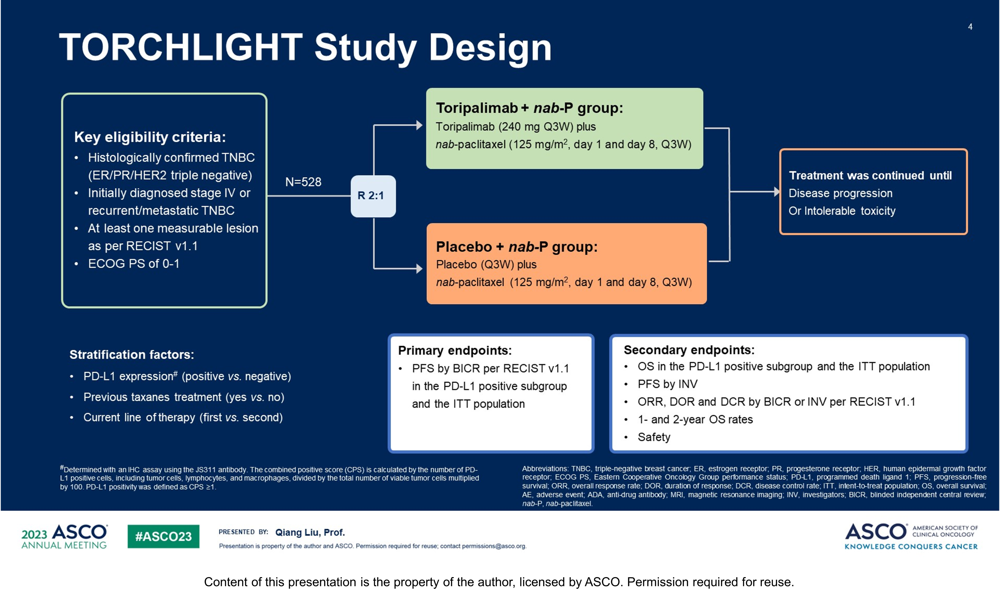 4
TORCHLIGHT Study Design
Key eligibility criteria:
• Histologically confirmed TNBC
(ER/PR/HER2 triple negative)
• Initially diagnosed stage IV or
recurrent/metastatic TNBC
• At least one measurable lesion
as per RECIST v1.1
• ECOG PS of 0-1
N=528
R 2:1
Toripalimab + nab-P group:
Toripalimab (240 mg Q3W) plus
nab-paclitaxel (125 mg/m², day 1 and day 8, Q3W)
Placebo + nab-P group:
Placebo (Q3W) plus
nab-paclitaxel (125 mg/m², day 1 and day 8, Q3W)
Treatment was continued until
Disease progression
Or Intolerable toxicity
Stratification factors:
• PD-L1 expression# (positive vs. negative)
• Previous taxanes treatment (yes vs. no)
• Current line of therapy (first vs. second)
Primary endpoints:
• PFS by BICR per RECIST v1.1
in the PD-L1 positive subgroup
and the ITT population
Secondary endpoints:
• OS in the PD-L1 positive subgroup and the ITT population
• PFS by INV
• ORR, DOR and DCR by BICR or INV per RECIST v1.1
• 1- and 2-year OS rates
• Safety
#Determined with an IHC assay using the JS311 antibody. The combined positive score (CPS) is calculated by the number of PD-
L1 positive cells, including tumor cells, lymphocytes, and macrophages, divided by the total number of viable tumor cells multiplied
by 100. PD-L1 positivity was defined as CPS ≥1.
Abbreviations: TNBC, triple-negative breast cancer; ER, estrogen receptor; PR, progesterone receptor; HER, human epidermal growth factor
receptor; ECOG PS, Eastern Cooperative Oncology Group performance status; PD-L1, programmed death ligand 1; PFS, progression-free
survival; ORR, overall response rate; DOR, duration of response; DCR, disease control rate; ITT, intent-to-treat population; OS, overall survival;
AE, adverse event; ADA, anti-drug antibody; MRI, magnetic resonance imaging; INV, investigators; BICR, blinded independent central review;
nab-P, nab-paclitaxel.
2023 ASCO®
ANNUAL MEETING
#ASCO23
PRESENTED BY: Qiang Liu, Prof.
Presentation is property of the author and ASCO. Permission required for reuse; contact permissions@asco.org.
ASCO® AMERICAN SOCIETY OF
CLINICAL ONCOLOGY
KNOWLEDGE CONQUERS CANCER
Content of this presentation is the property of the author, licensed by ASCO. Permission required for reuse.